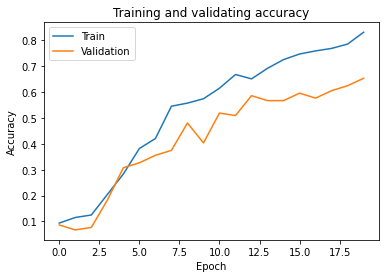 Training and validating accuracy
Train
Validation
Accuracy
0.8
0.7
0.6
0.5
0.4
0.3
0.2
0.1
0.0 2.5 5.0 7.5 10.0 12.5 15.0 17.5
Epoch